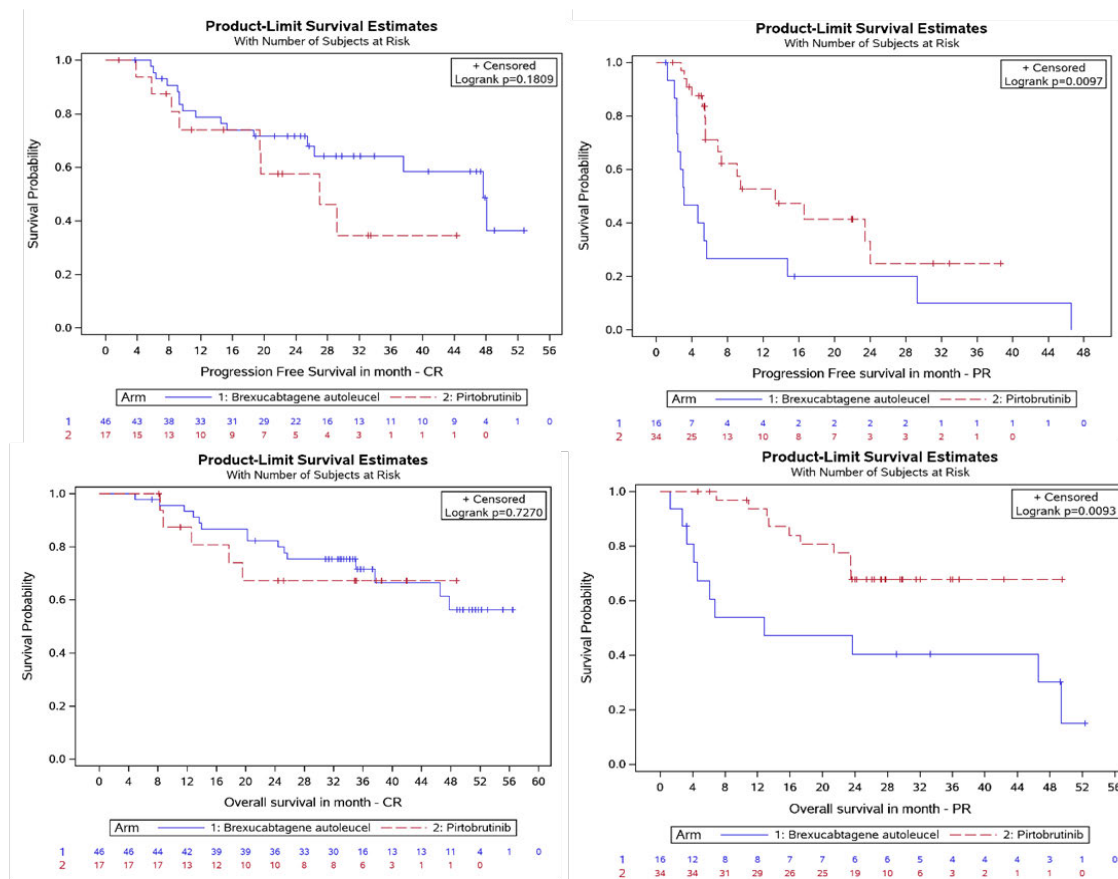 Product-Limit Survival Estimates
With Number of Subjects at Risk
+ Censored
Logrank p=0.1809
1.0
0.8
0.6
0.4
0.2
0.0
Survival Probability
0 4 8 12 16 20 24 28 32 36 40 44 48 52 56
Progression Free Survival in month - CR
Arm 1: Brexucabtagene autoleucel 2: Pirtobrutinib
1 46 43 38 33 31 29 22 16 13 11 10 9 4 1 0
2 17 15 13 10 9 7 5 4 3 1 1 1 0
Product-Limit Survival Estimates
With Number of Subjects at Risk
+ Censored
Logrank p=0.0097
1.0
0.8
0.6
0.4
0.2
0.0
Survival Probability
0 4 8 12 16 20 24 28 32 36 40 44 48
Progression Free survival in month - PR
Arm 1: Brexucabtagene autoleucel 2: Pirtobrutinib
1 16 7 4 4 2 2 2 2 1 1 1 1 0
2 34 25 13 10 8 7 3 3 2 1 0
Product-Limit Survival Estimates
With Number of Subjects at Risk
+ Censored
Logrank p=0.7270
1.0
0.8
0.6
0.4
0.2
0.0
Survival Probability
0 4 8 12 16 20 24 28 32 36 40 44 48 52 56 60
Overall survival in month - CR
Arm 1: Brexucabtagene autoleucel 2: Pirtobrutinib
1 46 46 44 42 39 39 36 33 30 16 13 13 11 4 1 0
2 17 17 17 13 12 10 10 8 8 6 3 1 1 0
Product-Limit Survival Estimates
With Number of Subjects at Risk
+ Censored
Logrank p=0.0093
1.0
0.8
0.6
0.4
0.2
0.0
Survival Probability
0 4 8 12 16 20 24 28 32 36 40 44 48 52 56
Overall survival in month - PR
Arm 1: Brexucabtagene autoleucel 2: Pirtobrutinib
1 16 12 8 8 7 7 6 6 5 4 4 4 3 1 0
2 34 34 31 29 26 25 19 10 6 3 2 1 1 0